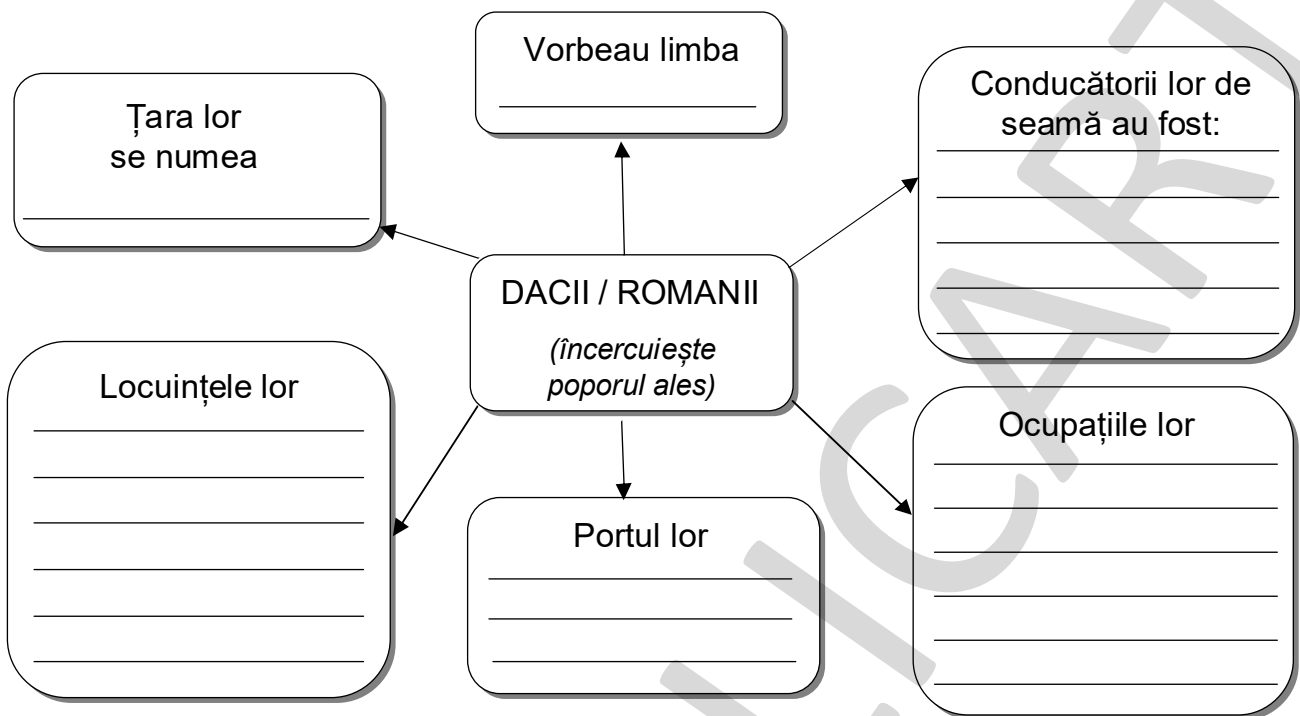 Vorbeau limba
Țara lor
se numea
Conducătorii lor de
seamă au fost:
DACII / ROMANII
(încercuiește
poporul ales)
Locuințele lor
Portul lor
Ocupațiile lor
LICART